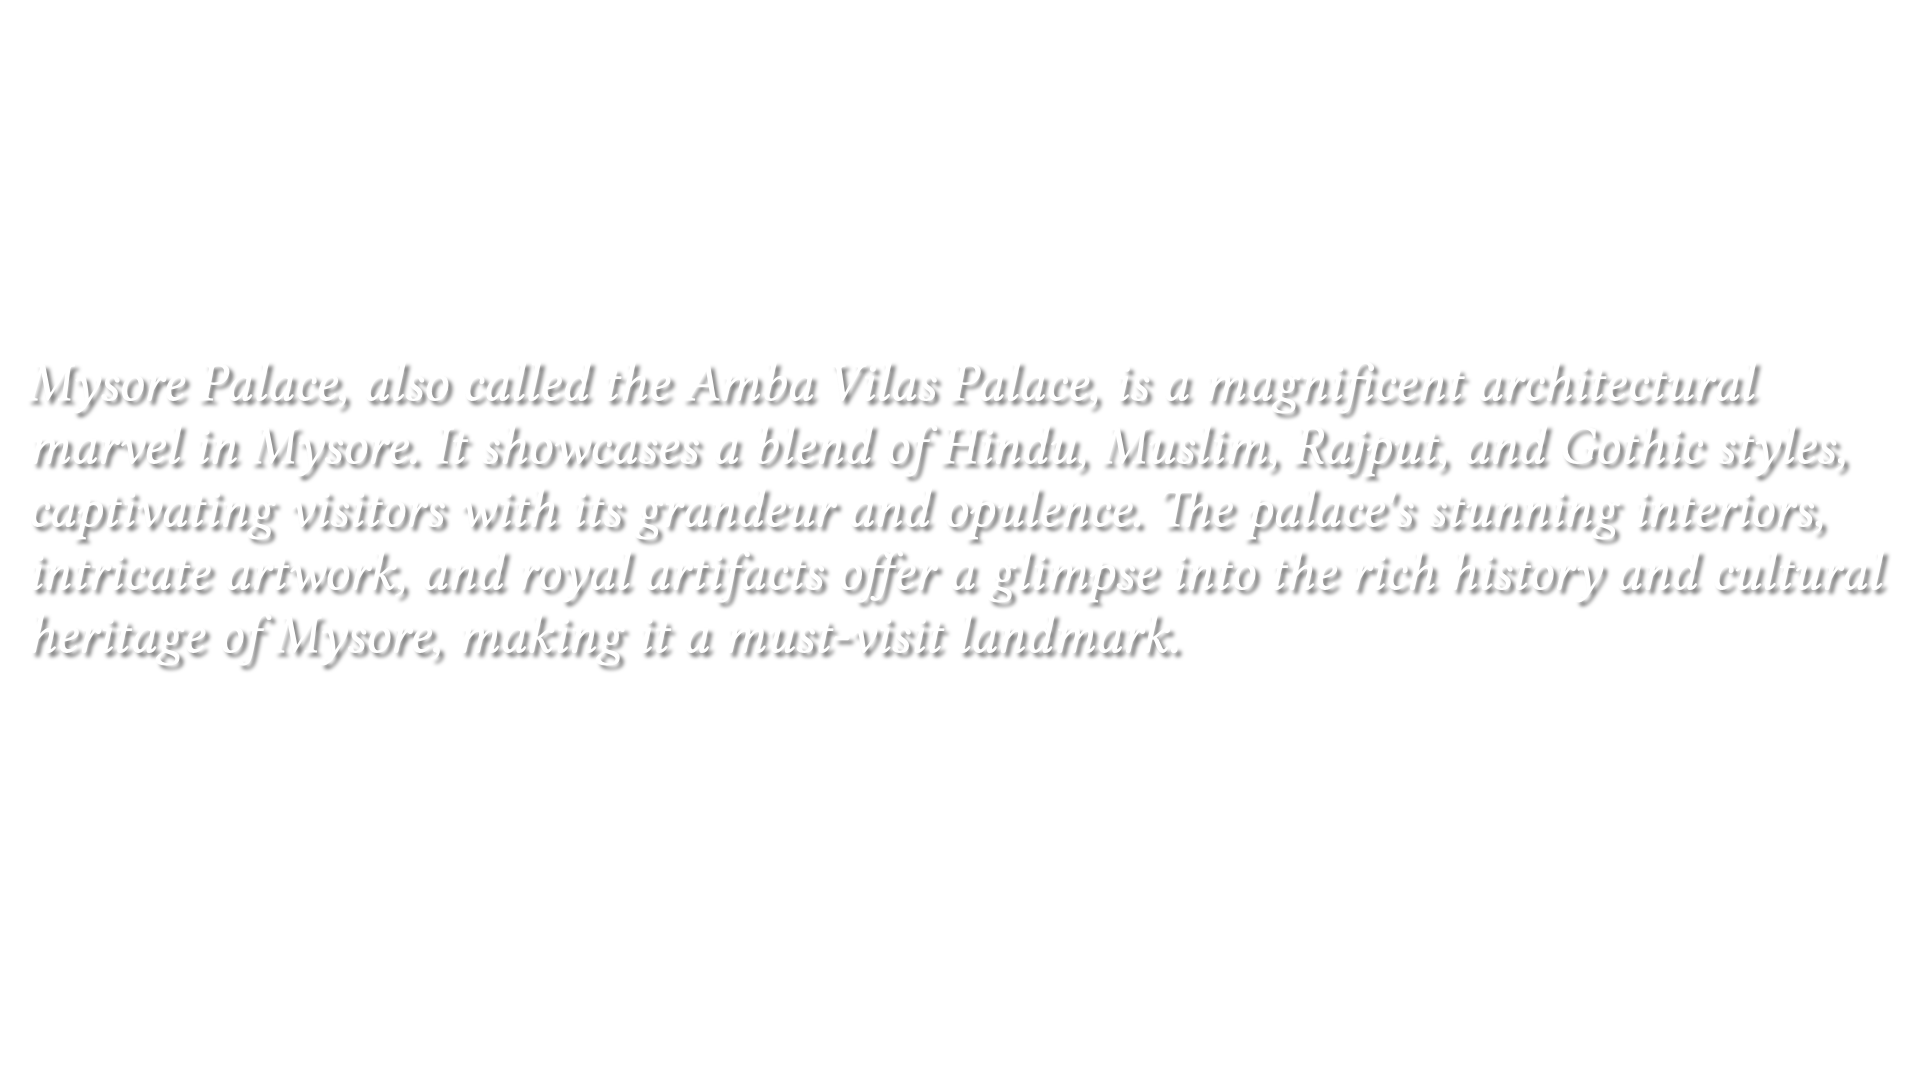 Mysore Palace, also called the Amba Vilas Palace, is a magnificent architectural
marvel in Mysore. It showcases a blend of Hindu, Muslim, Rajput, and Gothic styles,
captivating visitors with its grandeur and opulence. The palace's stunning interiors,
intricate artwork, and royal artifacts offer a glimpse into the rich history and cultural
heritage of Mysore, making it a must-visit landmark.